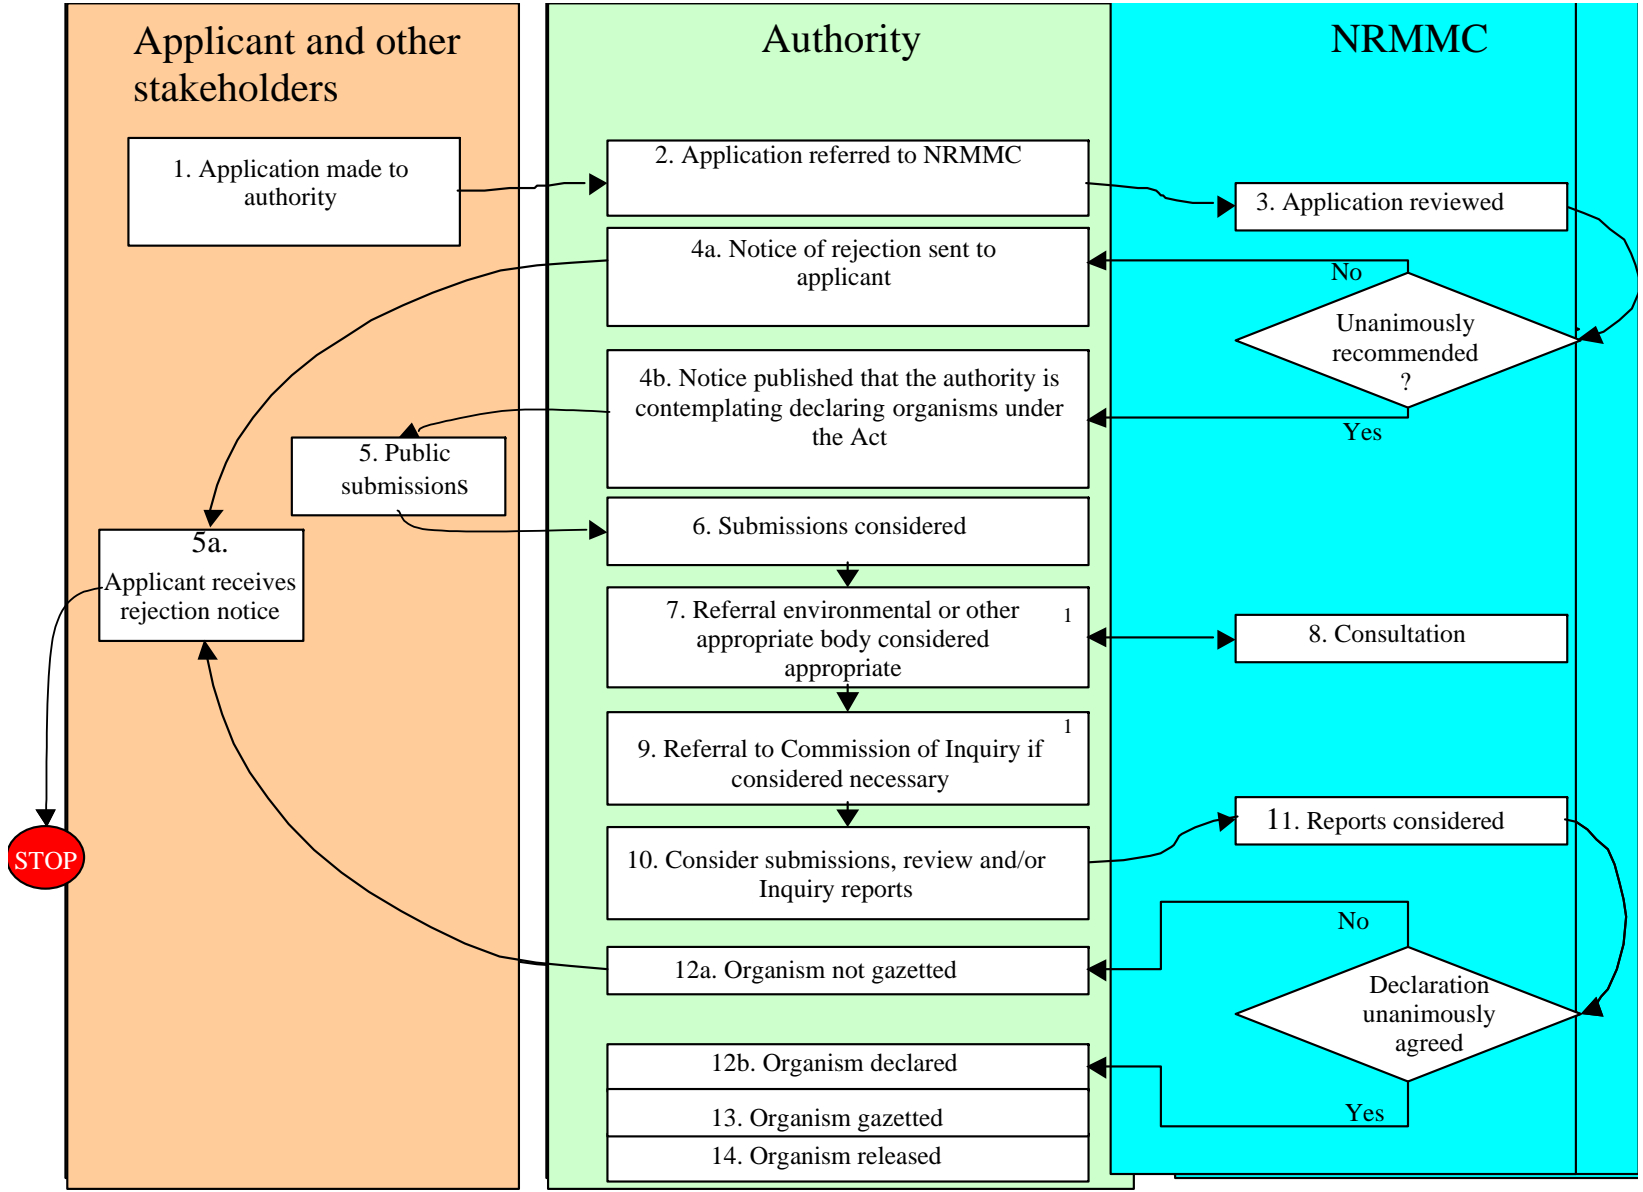 Applicant and other
stakeholders
Authority
NRMMC
1. Application made to
authority
2. Application referred to NRMMC
3. Application reviewed
4a. Notice of rejection sent to
applicant
No
Unanimously
recommended
?
Yes
4b. Notice published that the authority is
contemplating declaring organisms under
the Act
5. Public
submissions
6. Submissions considered
5a.
Applicant receives
rejection notice
7. Referral environmental or other
appropriate body considered
appropriate
1
8. Consultation
9. Referral to Commission of Inquiry if
considered necessary
1
STOP
10. Consider submissions, review and/or
Inquiry reports
11. Reports considered
No
12a. Organism not gazetted
Declaration
unanimously
agreed
Yes
12b. Organism declared
13. Organism gazetted
14. Organism released